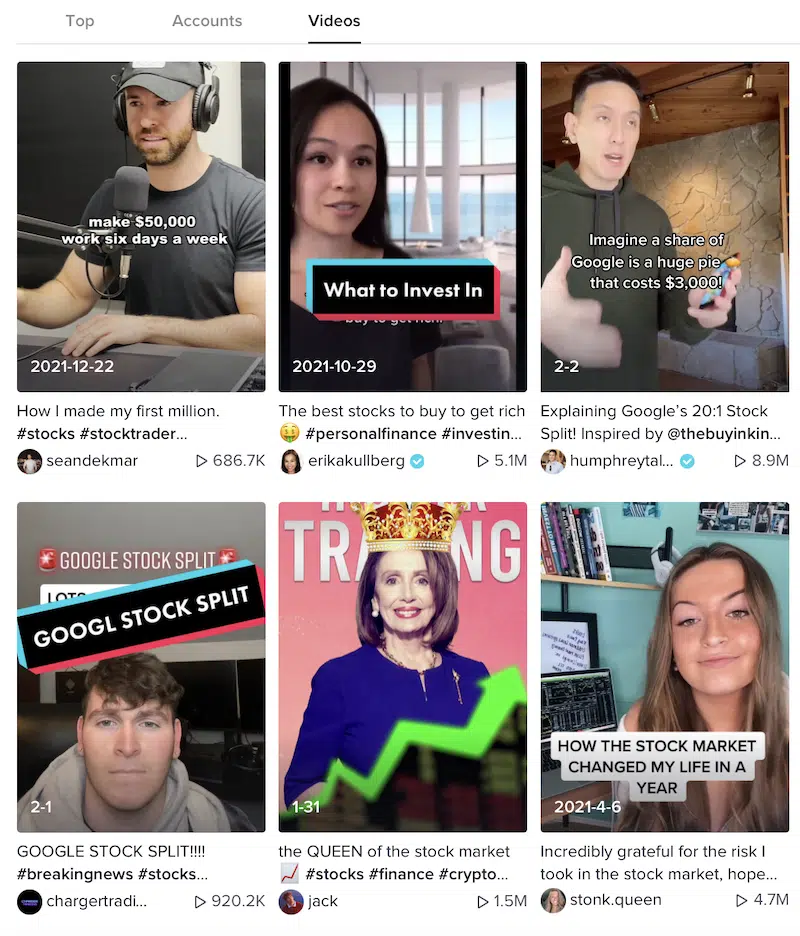 Top
Accounts
Videos
make $50,000
work six days a week
2021-12-22
What to Invest In
buy to get rich!
2021-10-29
Imagine a share of
Google is a huge pie
that costs $3,000!
2-2
How I made my first million.
#stocks #stocktrader...
seandekmar
686.7K
The best stocks to buy to get rich
🤑 #personalfinance #investin...
erikakullberg
5.1M
Explaining Google's 20:1 Stock
Split! Inspired by @thebuyinkin...
humphreytal...
8.9M
GOOGLE STOCK SPLIT
GOOGL STOCK SPLIT
2-1
TRA NG
1-31
HOW THE STOCK MARKET
CHANGED MY LIFE IN A
YEAR
2021-4-6
GOOGLE STOCK SPLIT!!!!
#breakingnews #stocks...
chargertradi...
920.2K
the QUEEN of the stock market
📈 #stocks #finance #crypto...
jack
1.5M
Incredibly grateful for the risk I
took in the stock market, hope...
stonk.queen
4.7M